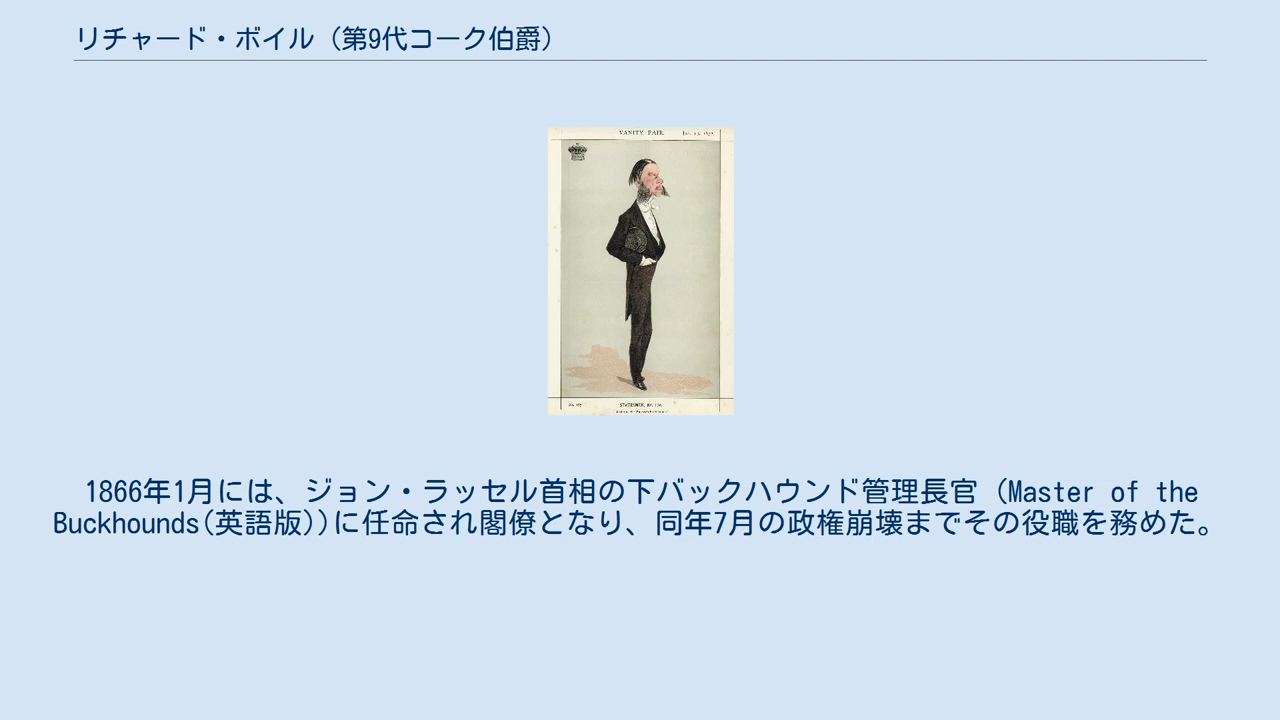 リチャード・ボイル（第9代コーク伯爵）
VANITY FAIR.
1866年1月には、ジョン・ラッセル首相の下バックハウンド管理長官（Master of the
Buckhounds(英語版))に任命され閣僚となり、同年7月の政権崩壊までその役職を務めた。